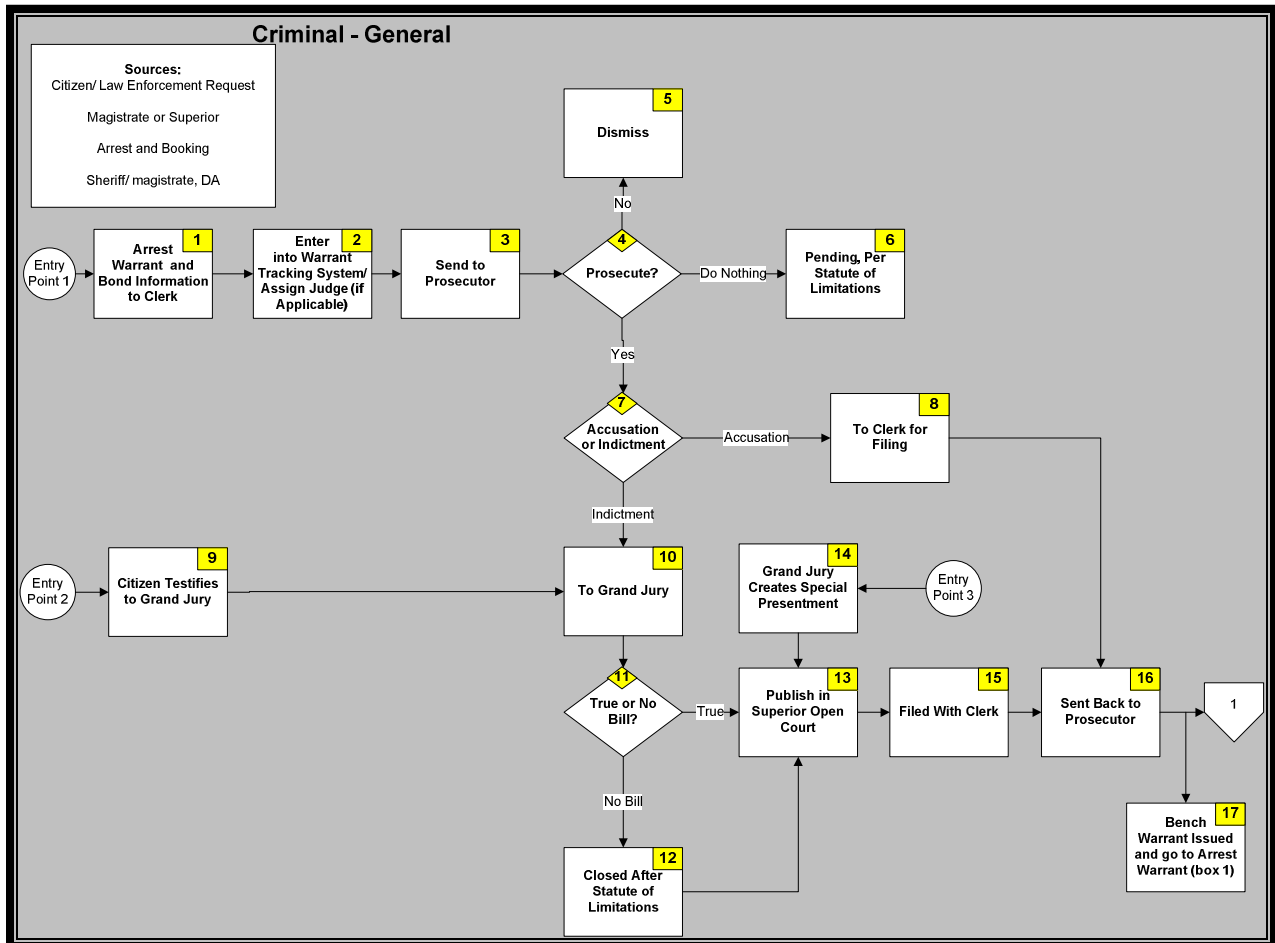 Criminal - General
Sources:
Citizen/ Law Enforcement Request
Magistrate or Superior
Arrest and Booking
Sheriff/ magistrate, DA
5
Dismiss
No
Entry
Point 1
1
Arrest
Warrant and
Bond Information
to Clerk
2
Enter
into Warrant
Tracking System/
Assign Judge (if
Applicable)
3
Send to
Prosecutor
4
Prosecute?
Do Nothing
6
Pending, Per
Statute of
Limitations
Yes
7
Accusation
or Indictment
Accusation
8
To Clerk for
Filing
Indictment
Entry
Point 2
9
Citizen Testifies
to Grand Jury
10
To Grand Jury
14
Grand Jury
Creates Special
Presentment
Entry
Point 3
11
True or No
Bill?
True
13
Publish in
Superior Open
Court
15
Filed With Clerk
16
Sent Back to
Prosecutor
1
No Bill
12
Closed After
Statute of
Limitations
17
Bench
Warrant Issued
and go to Arrest
Warrant (box 1)